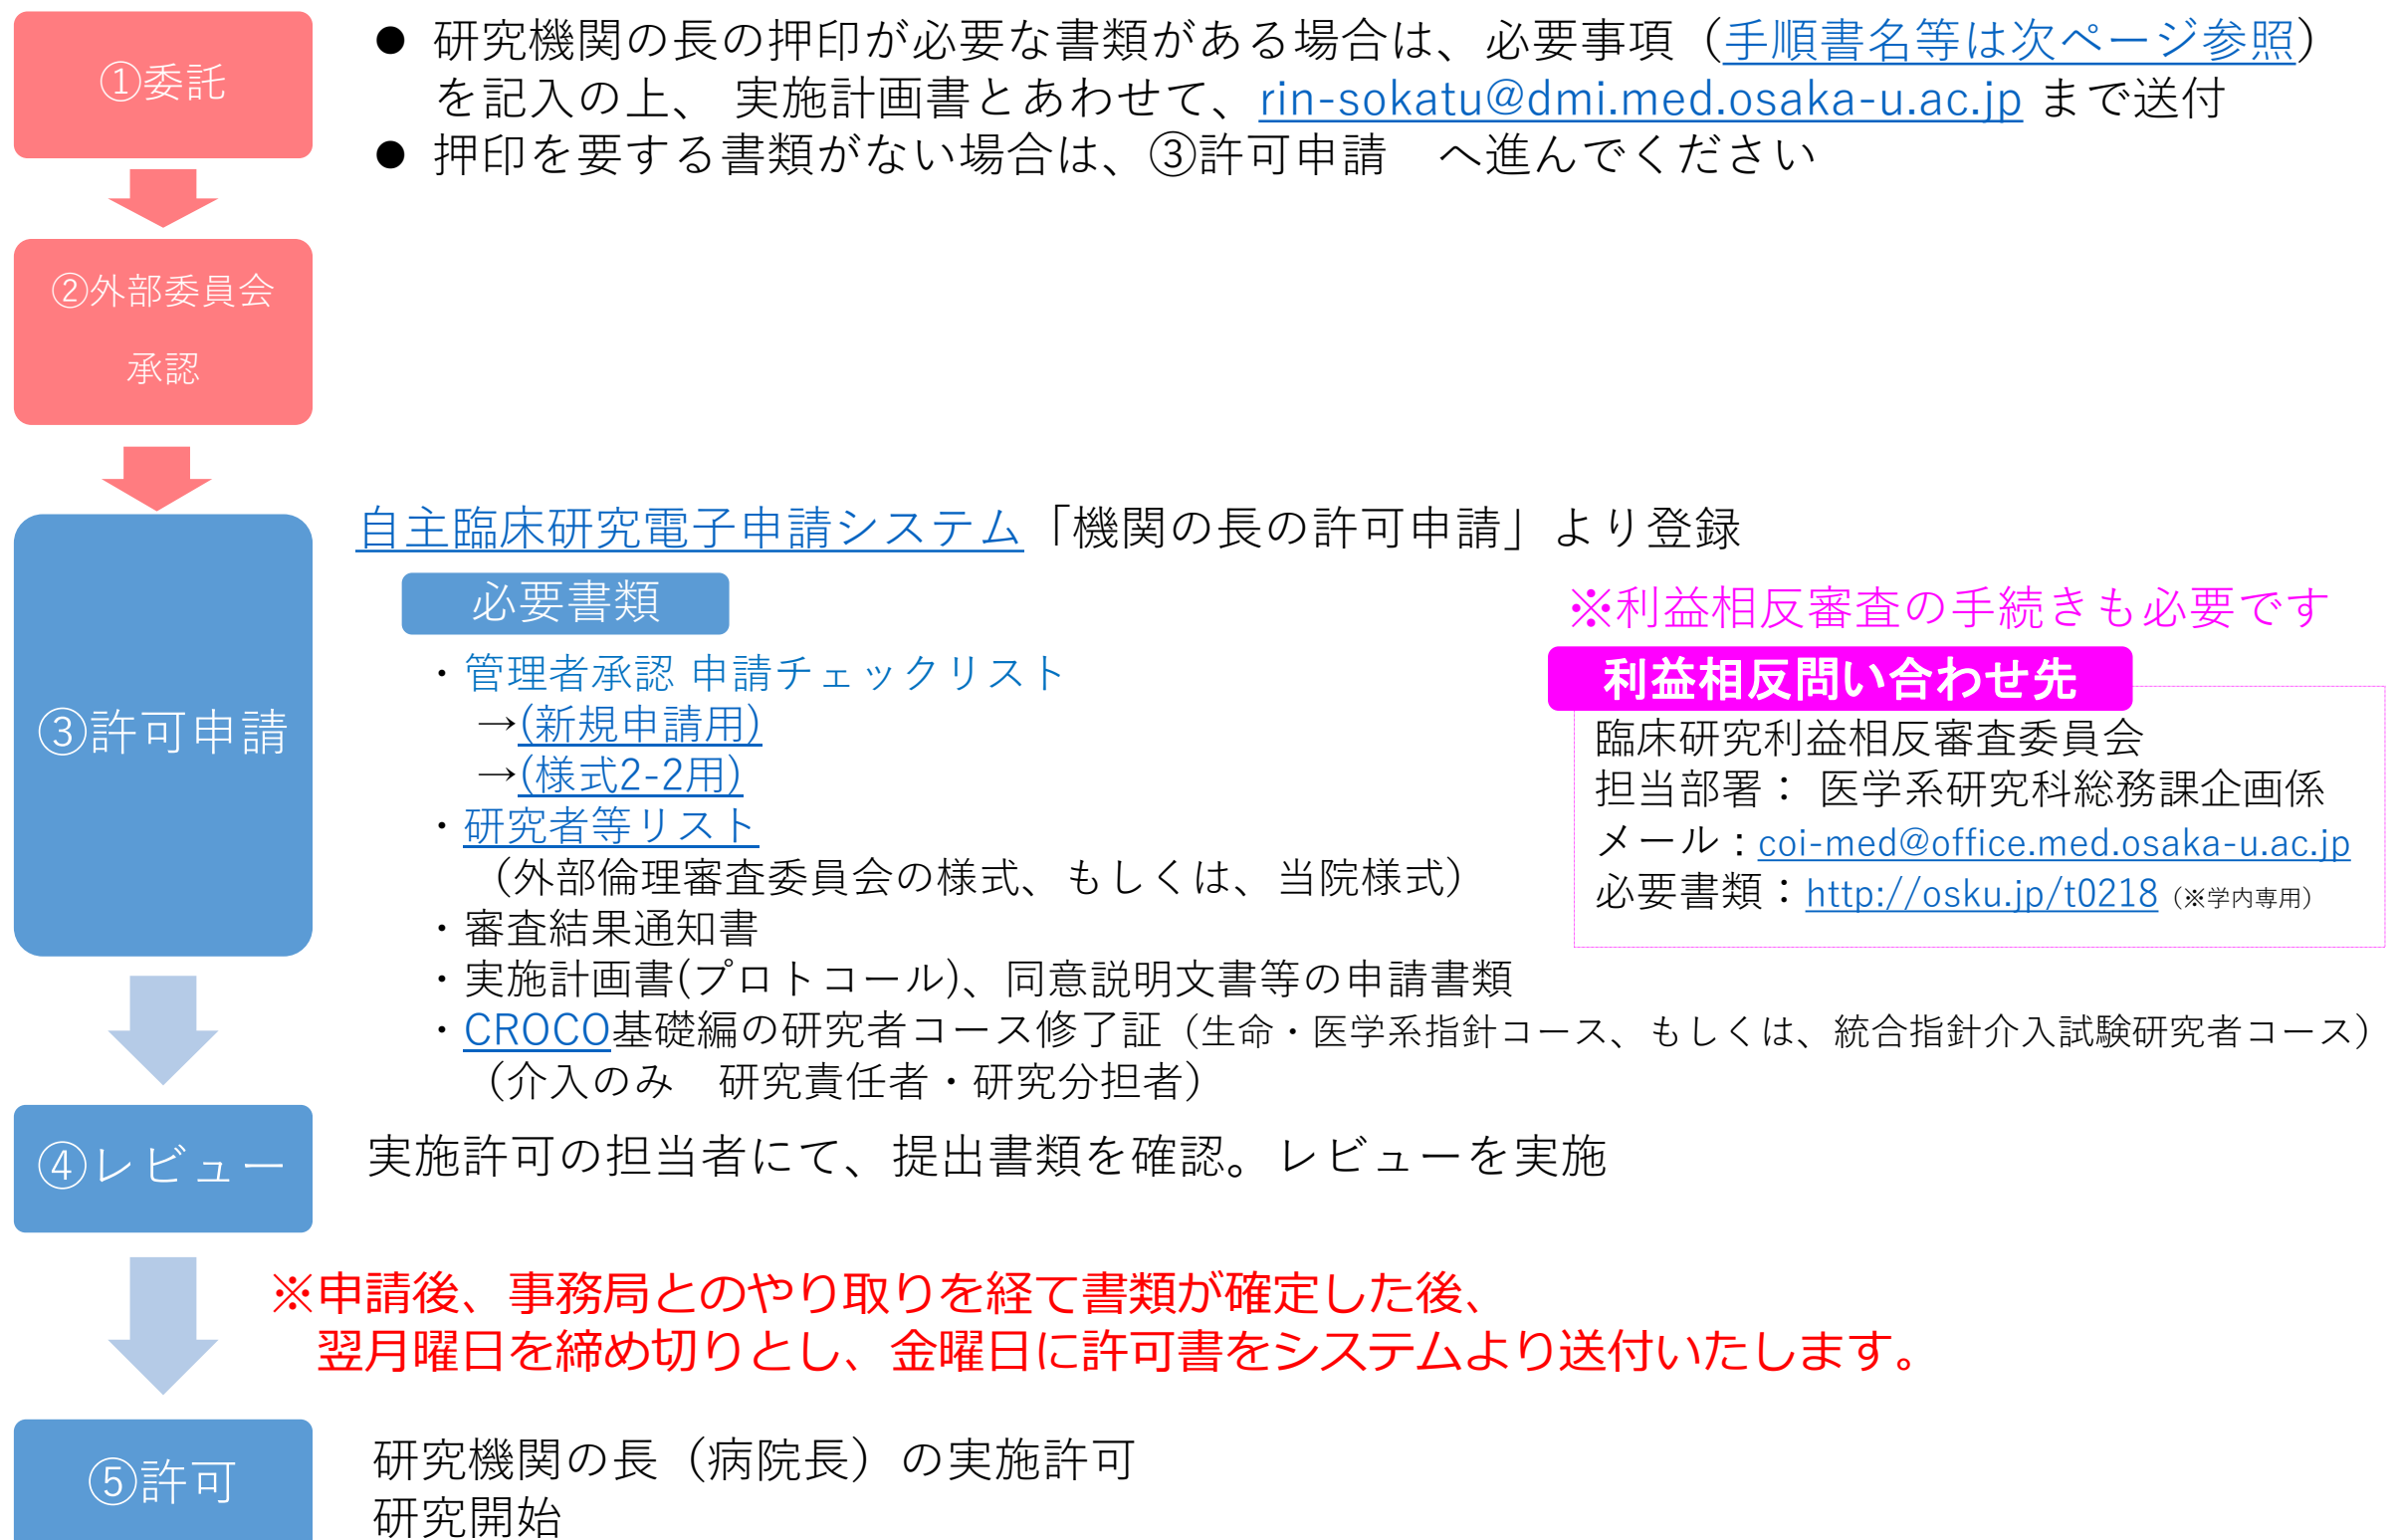 ①委託
● 研究機関の長の押印が必要な書類がある場合は、必要事項（手順書名等は次ページ参照）
を記入の上、 実施計画書とあわせて、rin-sokatu@dmi.med.osaka-u.ac.jp まで送付
● 押印を要する書類がない場合は、③許可申請　へ進んでください
②外部委員会
承認
③許可申請
自主臨床研究電子申請システム「機関の長の許可申請」より登録
必要書類
・管理者承認 申請チェックリスト
→(新規申請用)
→(様式2-2用)
・研究者等リスト
（外部倫理審査委員会の様式、もしくは、当院様式）
・審査結果通知書
・実施計画書(プロトコール)、同意説明文書等の申請書類
・CROCO基礎編の研究者コース修了証（生命・医学系指針コース、もしくは、統合指針介入試験研究者コース）
（介入のみ　研究責任者・研究分担者）
※利益相反審査の手続きも必要です
利益相反問い合わせ先
臨床研究利益相反審査委員会
担当部署： 医学系研究科総務課企画係
メール：coi-med@office.med.osaka-u.ac.jp
必要書類：http://osku.jp/t0218（※学内専用）
④レビュー
実施許可の担当者にて、提出書類を確認。レビューを実施
※申請後、事務局とのやり取りを経て書類が確定した後、
翌月曜日を締め切りとし、金曜日に許可書をシステムより送付いたします。
⑤許可
研究機関の長（病院長）の実施許可
研究開始